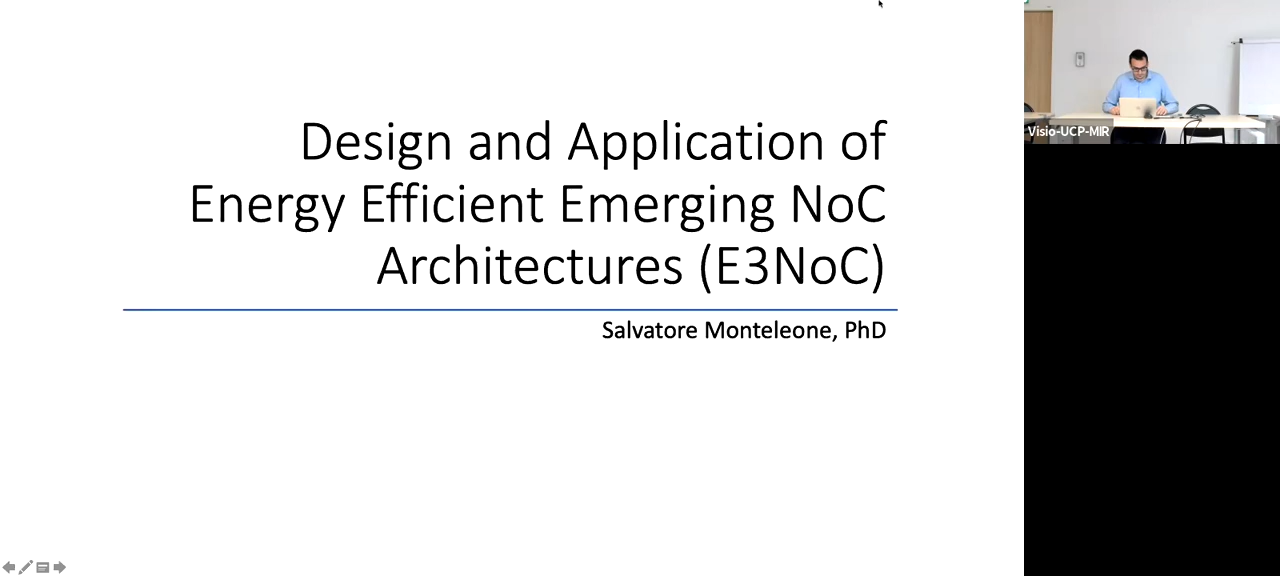 Design and Application of
Energy Efficient Emerging NoC
Architectures (E3NoC)
Salvatore Monteleone, PhD
Visio-UCP-MIR